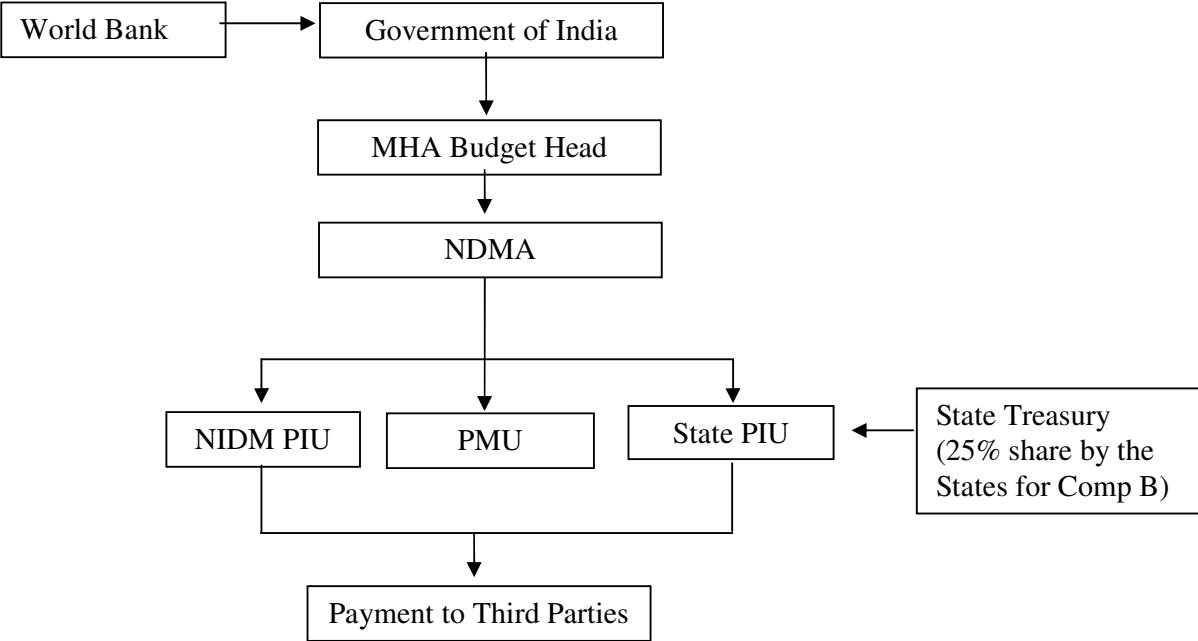 World Bank
Government of India
MHA Budget Head
NDMA
NIDM PIU
PMU
State PIU
State Treasury
(25% share by the
States for Comp B)
Payment to Third Parties